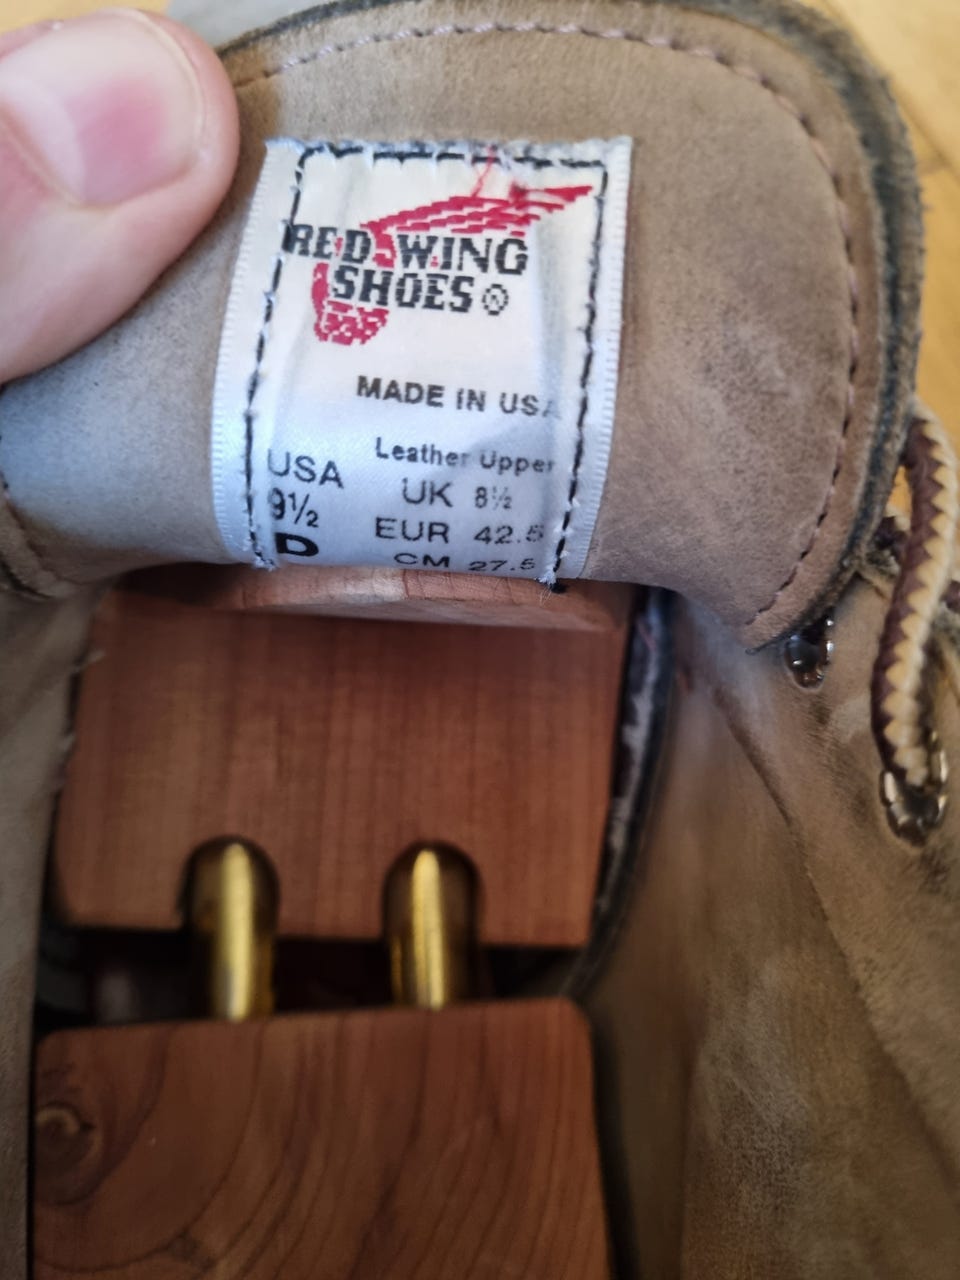 RED WING
SHOES®
MADE IN USA
Leather Upper
USA
9½
D
UK 8½
EUR 42.5
CM 27.5